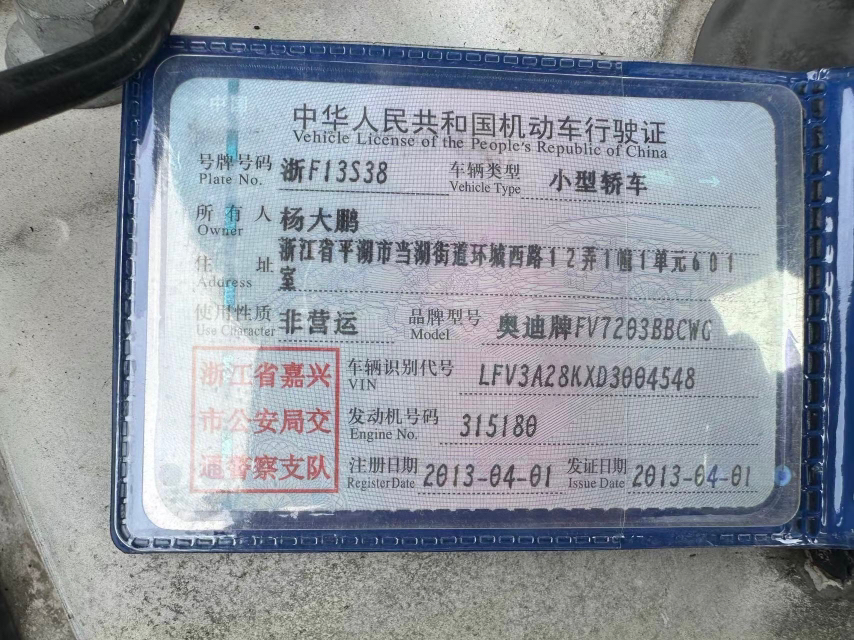 中华人民共和国机动车行驶证
Vehicle License of the People's Republic of China
号牌号码 浙F13S38 车辆类型 小型轿车
Plate No. Vehicle Type
所有人 杨大鹏
Owner
住址 浙江省平湖市当湖街道环城西路12弄1幢1单元601
室
Address
使用性质 非营运 品牌型号 奥迪牌FV7203BBCWG
Use Character Model
浙江省嘉兴
市公安局交
通警察支队
车辆识别代号 LFV3A28KXD3004548
VIN
发动机号码 315180
Engine No.
注册日期 2013-04-01 发证日期 2013-04-01
Register Date Issue Date